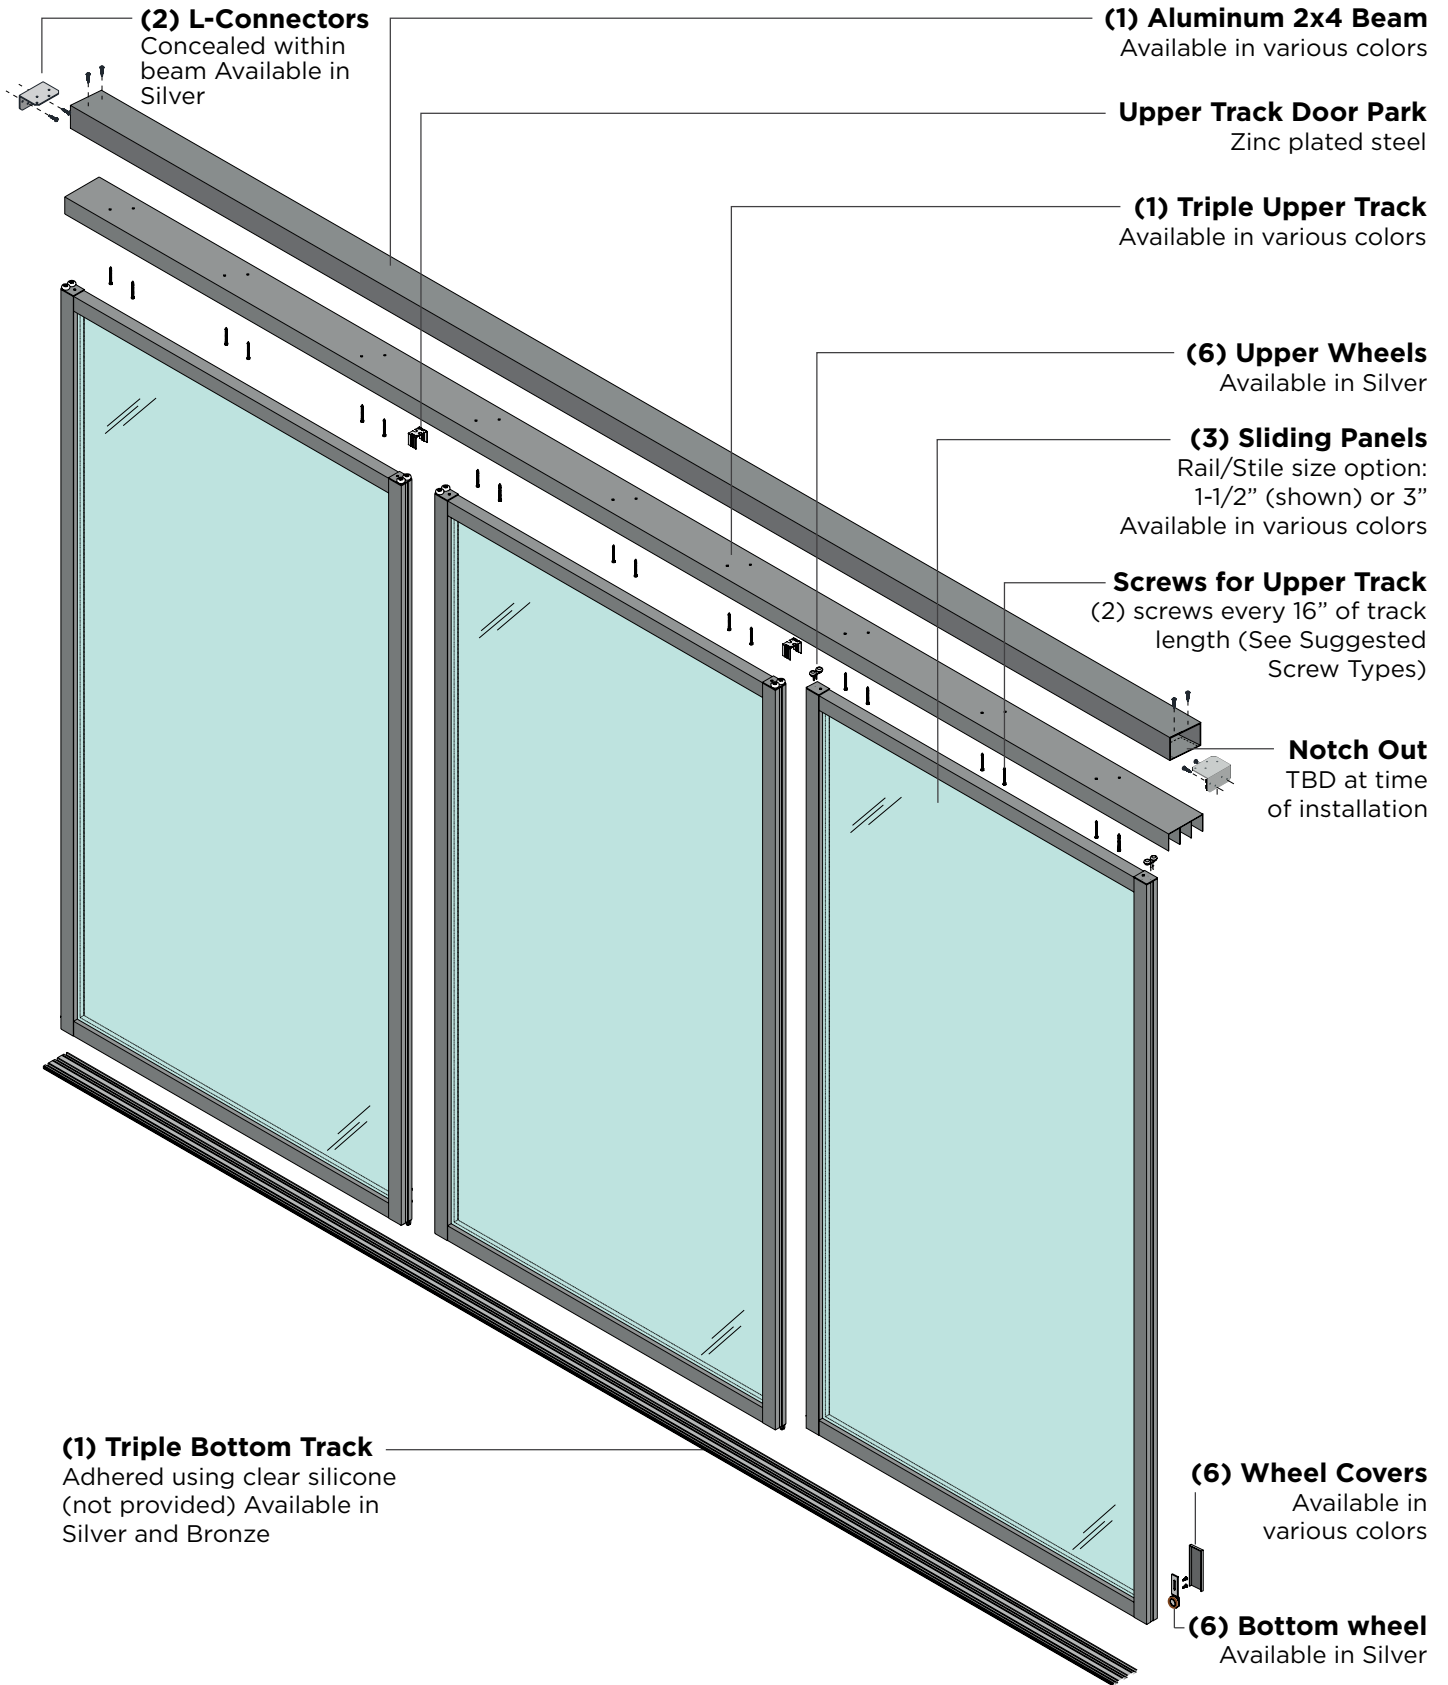 (2) L-Connectors
Concealed within
beam Available in
Silver
(1) Aluminum 2x4 Beam
Available in various colors
Upper Track Door Park
Zinc plated steel
(1) Triple Upper Track
Available in various colors
(6) Upper Wheels
Available in Silver
(3) Sliding Panels
Rail/Stile size option:
1-1/2” (shown) or 3”
Available in various colors
Screws for Upper Track
(2) screws every 16” of track
length (See Suggested
Screw Types)
Notch Out
TBD at time
of installation
(1) Triple Bottom Track
Adhered using clear silicone
(not provided) Available in
Silver and Bronze
(6) Wheel Covers
Available in
various colors
(6) Bottom wheel
Available in Silver